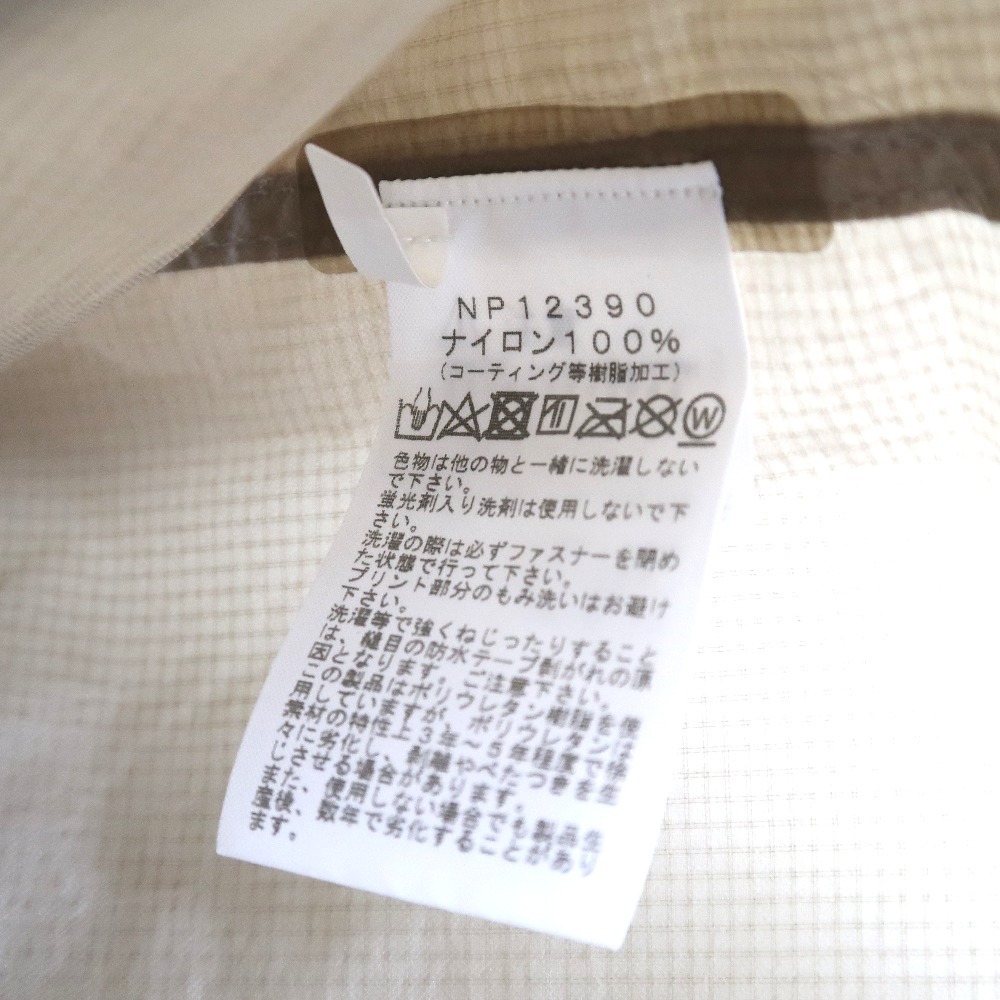 NP12390
ナイロン100%
(コーティング等樹脂加工)
W
色物は他の物と一緒に洗濯しない
で下さい。
蛍光剤入り洗剤は使用しないで下
さい。
洗濯の際は必ずファスナーを閉め
た状態で行って下さい。
プリント部分のもみ洗いはお避け
下さい。
洗濯等で強くねじったりすること
は、縫目の防水テープ剥がれの原
因となります。ご注意下さい。
この製品はポリウレタン樹脂を使
用していますが、ポリウレタンは
素材の特性上3年～5年程度で徐
々に劣化し、剥離やべたつきを生
じさせる場合があります。
また、使用しない場合でも製品生
産後、数年で劣化することがあり
ます。